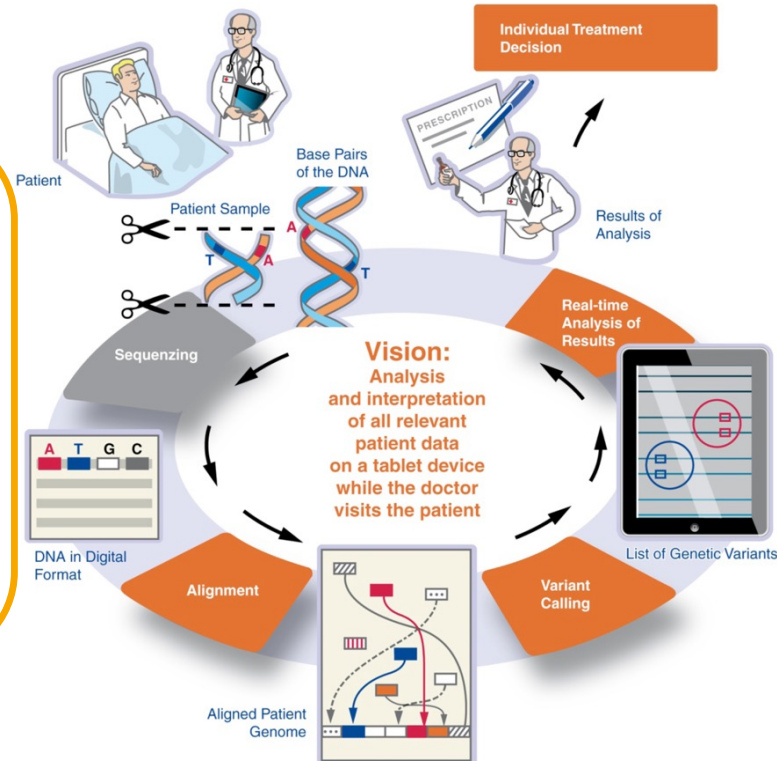 Individual Treatment
Decision
PRESCRIPTION
Patient
Base Pairs
of the DNA
Patient Sample
A
T
A
T
Results of
Analysis
Sequenzing
Real-time
Analysis of
Results
Vision:
Analysis
and interpretation
of all relevant
patient data
on a tablet device
while the doctor
visits the patient
A T G C
DNA in Digital
Format
List of Genetic Variants
Alignment
Variant
Calling
Aligned Patient
Genome